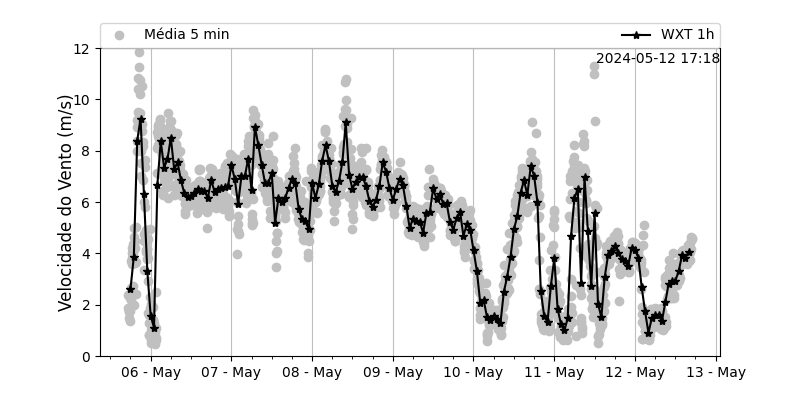 Média 5 min
WXT 1h
2024-05-12 17:18
Velocidade do Vento (m/s)
12
10
8
6
4
2
0
06 - May
07 - May
08 - May
09 - May
10 - May
11 - May
12 - May
13 - May